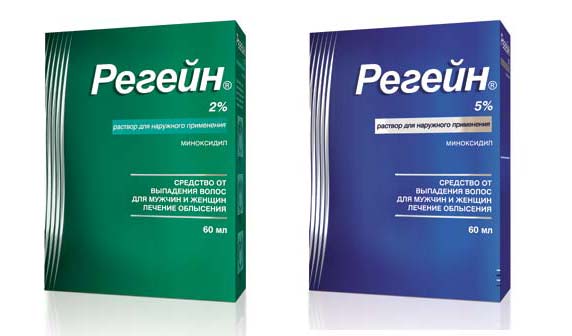 Регейн®
2%
раствор для наружного применения
МИНОКСИДИЛ
СРЕДСТВО ОТ
ВЫПАДЕНИЯ ВОЛОС
ДЛЯ МУЖЧИН И ЖЕНЩИН
ЛЕЧЕНИЕ ОБЛЫСЕНИЯ
60 мл
Регейн®
5%
раствор для наружного применения
МИНОКСИДИЛ
СРЕДСТВО ОТ
ВЫПАДЕНИЯ ВОЛОС
ДЛЯ МУЖЧИН И ЖЕНЩИН
ЛЕЧЕНИЕ ОБЛЫСЕНИЯ
60 мл